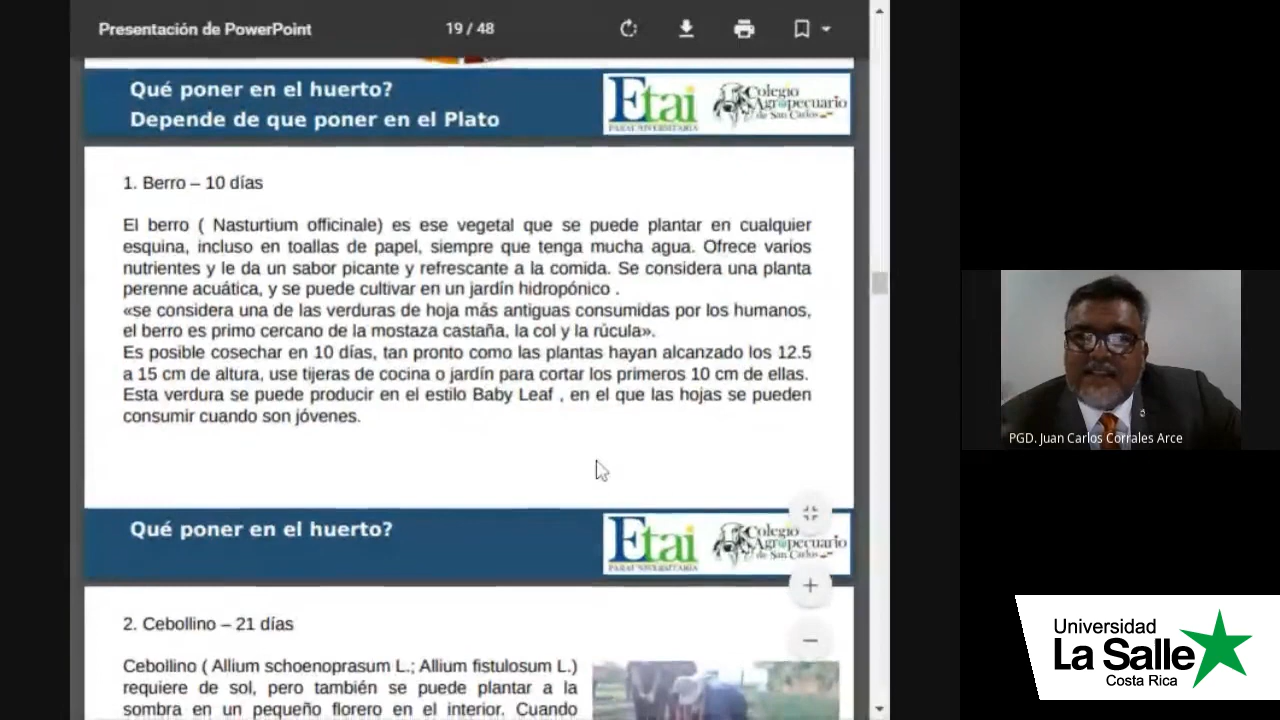 Presentación de PowerPoint
19 / 48
Qué poner en el huerto?
Depende de que poner en el Plato
Etai
PARAUNIVERSITARIA
Colegio
Agropecuario
de San Carlos
1. Berro – 10 días
El berro ( Nasturtium officinale) es ese vegetal que se puede plantar en cualquier
esquina, incluso en toallas de papel, siempre que tenga mucha agua. Ofrece varios
nutrientes y le da un sabor picante y refrescante a la comida. Se considera una planta
perenne acuática, y se puede cultivar en un jardín hidropónico .
«se considera una de las verduras de hoja más antiguas consumidas por los humanos,
el berro es primo cercano de la mostaza castaña, la col y la rúcula».
Es posible cosechar en 10 días, tan pronto como las plantas hayan alcanzado los 12.5
a 15 cm de altura, use tijeras de cocina o jardín para cortar los primeros 10 cm de ellas.
Esta verdura se puede producir en el estilo Baby Leaf , en el que las hojas se pueden
consumir cuando son jóvenes.
Qué poner en el huerto?
Etai
PARAUNIVERSITARIA
Colegio
Agropecuario
de San Carlos
2. Cebollino – 21 días
Cebollino ( Allium schoenoprasum L.; Allium fistulosum L.)
requiere de sol, pero también se puede plantar a la
sombra en un pequeño florero en el interior. Cuando
PGD. Juan Carlos Corrales Arce
Universidad
La Salle
Costa Rica